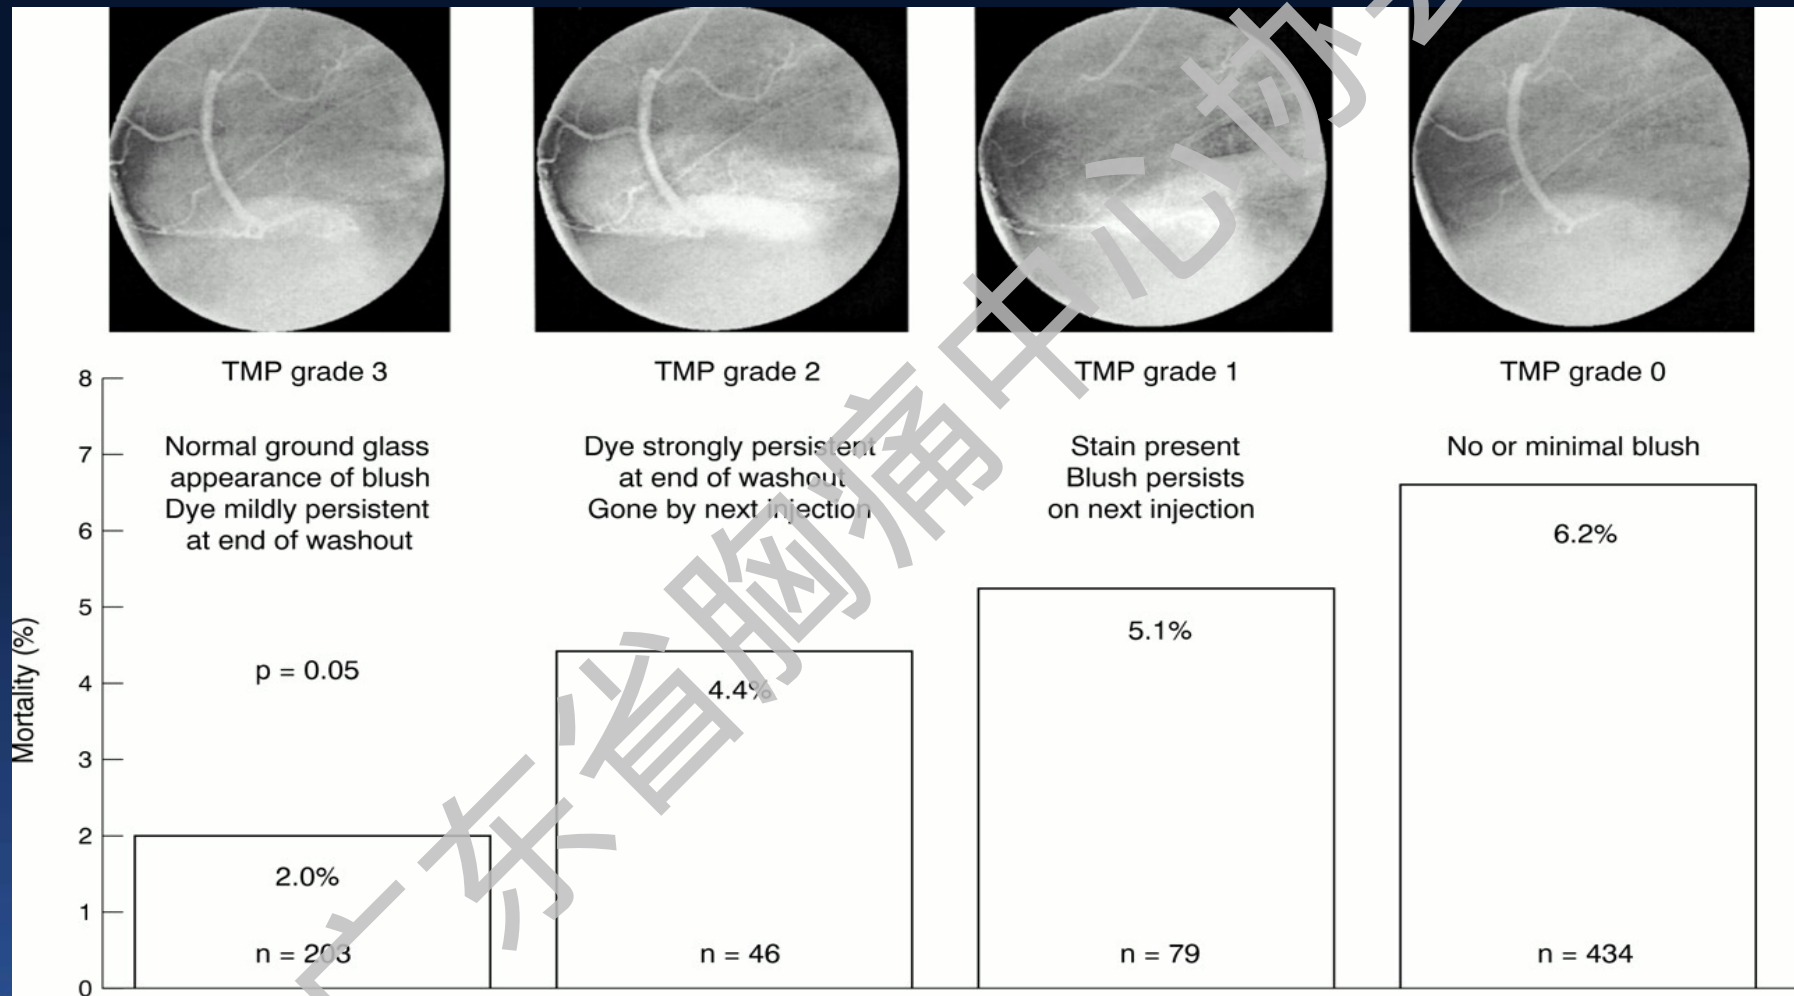 TMP grade 3
TMP grade 2
TMP grade 1
TMP grade 0
Normal ground glass
appearance of blush
Dye mildly persistent
at end of washout
Dye strongly persistent
at end of washout
Gone by next injection
Stain present
Blush persists
on next injection
No or minimal blush
Mortality (%)
8
7
6
5
4
3
2
1
0
p = 0.05
2.0%
n = 203
4.4%
n = 46
5.1%
n = 79
6.2%
n = 434
广东省胸痛中心协会